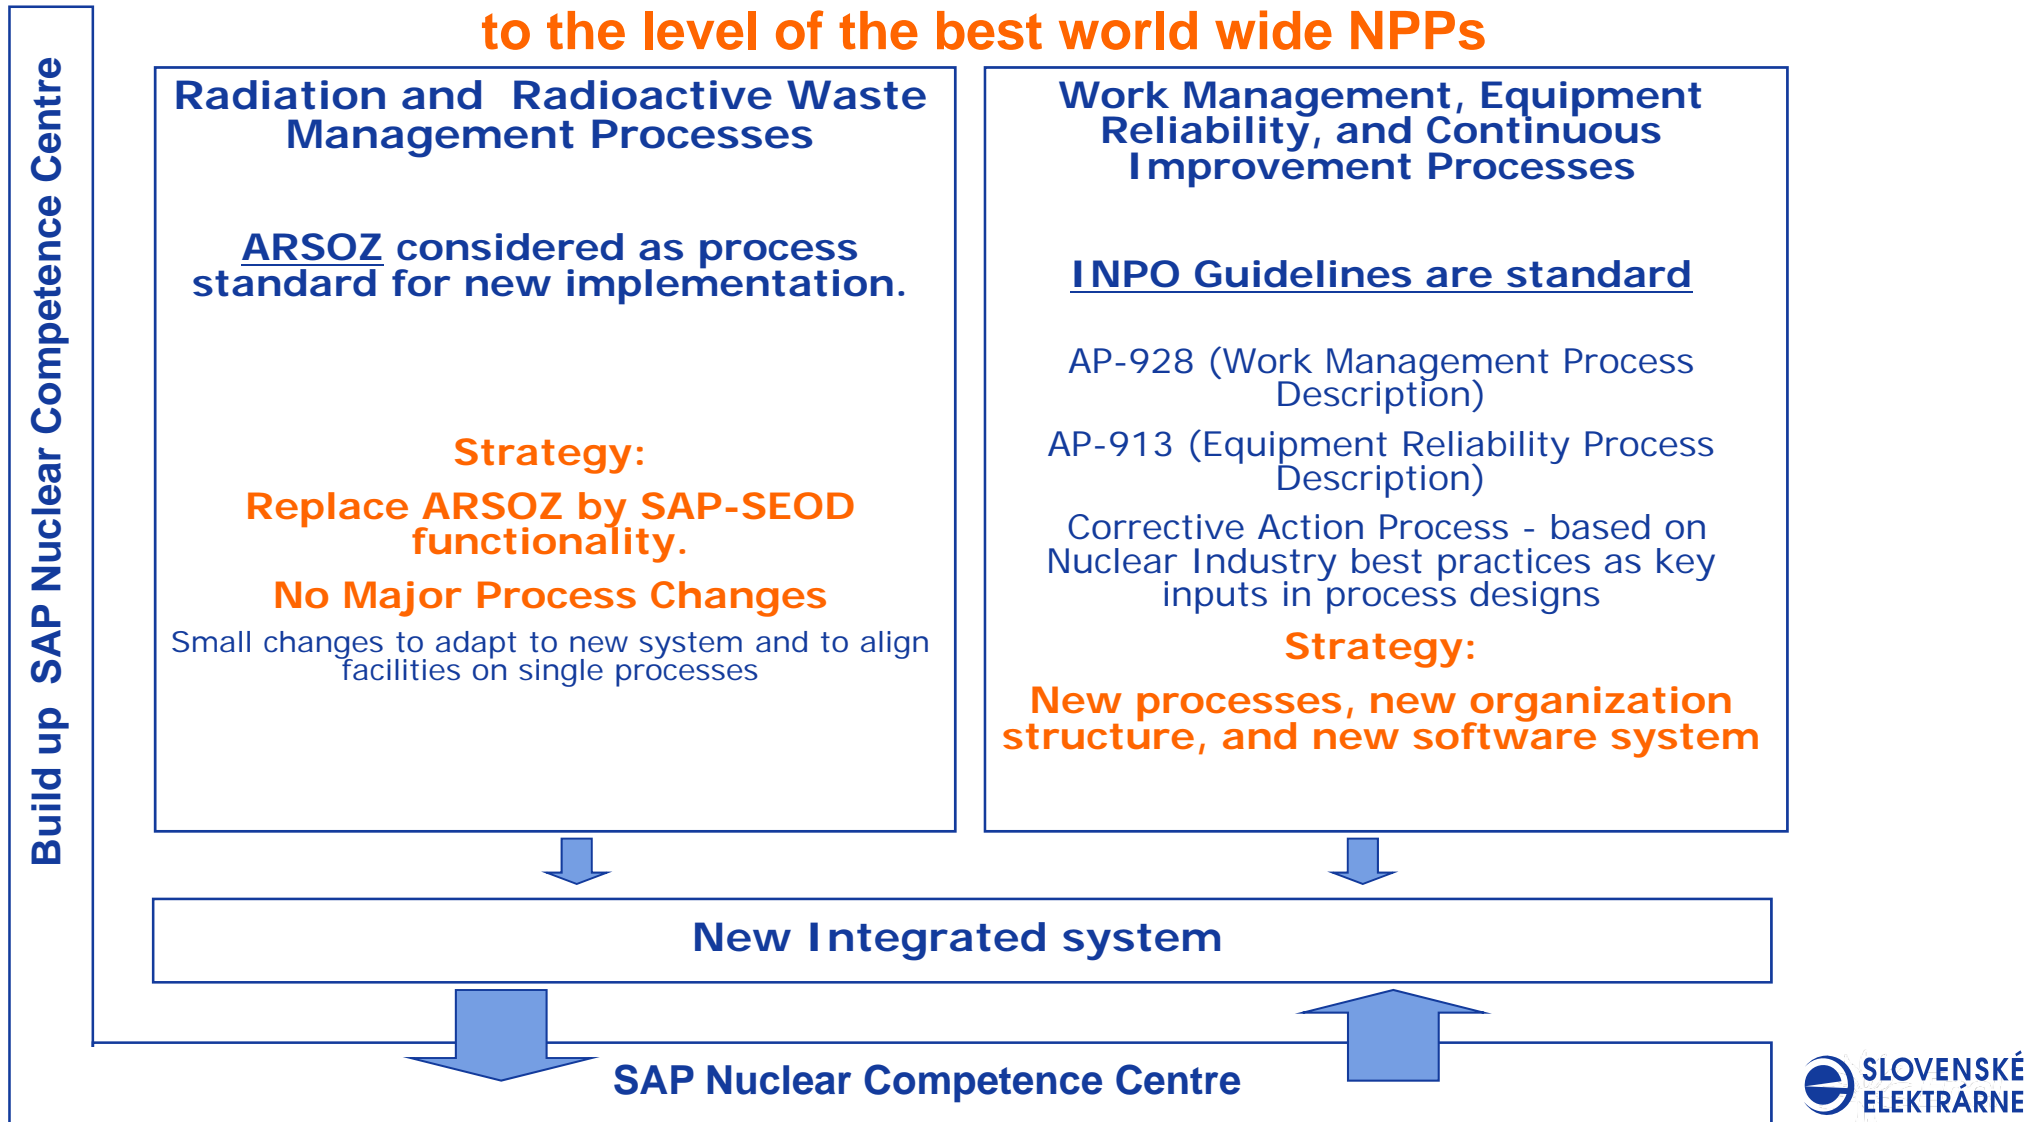 to the level of the best world wide NPPs
Build up SAP Nuclear Competence Centre
Radiation and Radioactive Waste
Management Processes
ARSOZ considered as process
standard for new implementation.
Strategy:
Replace ARSOZ by SAP-SEOD
functionality.
No Major Process Changes
Small changes to adapt to new system and to align
facilities on single processes
Work Management, Equipment
Reliability, and Continuous
Improvement Processes
INPO Guidelines are standard
AP-928 (Work Management Process
Description)
AP-913 (Equipment Reliability Process
Description)
Corrective Action Process - based on
Nuclear Industry best practices as key
inputs in process designs
Strategy:
New processes, new organization
structure, and new software system
New Integrated system
SAP Nuclear Competence Centre
SLOVENSKÉ
ELEKTRÁRNE